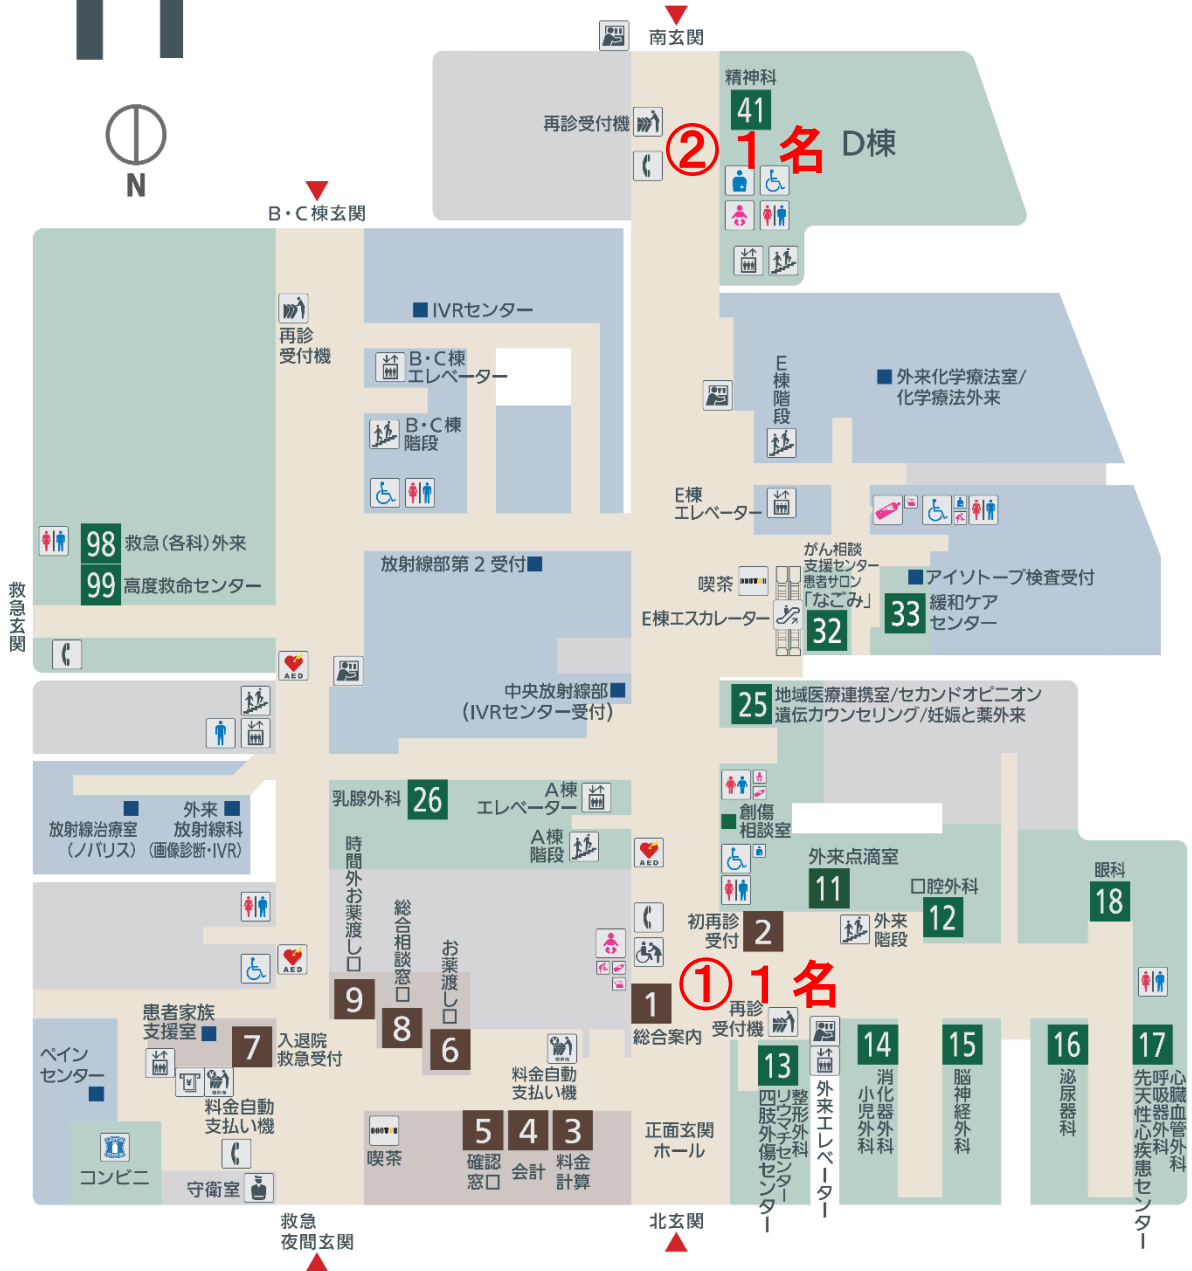 南玄関
精神科
41
再診受付機
② 1 名
D棟
N
B・C棟玄関
IVRセンター
再診
受付機
B・C棟
エレベーター
B・C棟
階段
E棟階段
外来化学療法室/
化学療法外来
E棟
エレベーター
98 救急(各科)外来
99 高度救命センター
救急玄関
放射線部第2受付
喫茶
がん相談
支援センター
患者サロン
「なごみ」
32
アイソトープ検査受付
33
緩和ケア
センター
E棟エスカレーター
AED
中央放射線部
(IVRセンター受付)
25
地域医療連携室/セカンドオピニオン
遺伝カウンセリング/妊娠と薬外来
乳腺外科 26
A棟
エレベーター
A棟
階段
AED
創傷
相談室
放射線治療室
(ノバリス)
外来
放射線科
(画像診断・IVR)
外来点滴室
11
口腔外科
12
眼科
18
初再診
受付 2
外来
階段
時間外お薬渡し口
9
総合相談窓口
8
お薬渡し口
6
AED
① 1 名
1
総合案内
再診
受付機
患者家族
支援室
7
入退院
救急受付
ペイン
センター
料金自動
支払い機
料金自動
支払い機
13
整形外科
リウマチセンター
四肢外傷センター
外来エレベーター
14
消化器外科
小児外科
15
脳神経外科
16
泌尿器科
17
心臓血管外科
呼吸器外科
先天性心疾患センター
コンビニ
守衛室
喫茶
5
確認
窓口
4
会計
3
料金
計算
正面玄関
ホール
救急
夜間玄関
北玄関